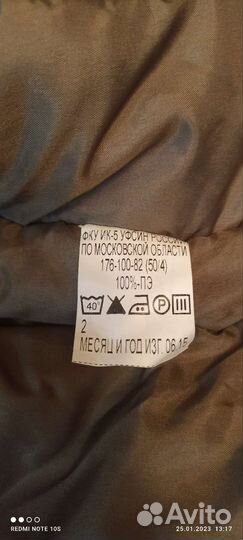 ФКУ ИК-5 УФСИН РОССИИ
ПО МОСКОВСКОЙ ОБЛАСТИ
176-100-82 (50/4)
100%-ПЭ
40° P
2
МЕСЯЦ И ГОД ИЗГ. 06.15
REDMI NOTE 10S
25.01.2023 13:17
Avito